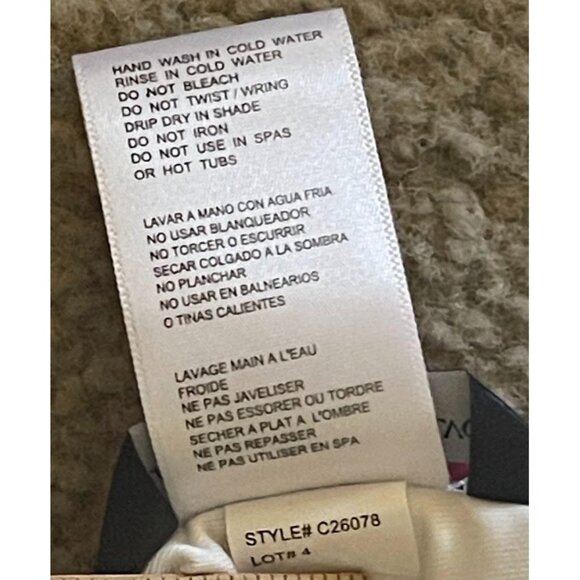 HAND WASH IN COLD WATER
RINSE IN COLD WATER
DO NOT BLEACH
DO NOT TWIST / WRING
DRIP DRY IN SHADE
DO NOT IRON
DO NOT USE IN SPAS
OR HOT TUBS
LAVAR A MANO CON AGUA FRIA
NO USAR BLANQUEADOR
NO TORCER O ESCURRIR
SECAR COLGADO A LA SOMBRA
NO PLANCHAR
NO USAR EN BALNEARIOS
O TINAS CALIENTES
LAVAGE MAIN A L'EAU
FROIDE
NE PAS JAVELISER
NE PAS ESSORER OU TORDRE
SECHER A PLAT A L'OMBRE
NE PAS REPASSER
NE PAS UTILISER EN SPA
STYLE# C26078
LOT# 4